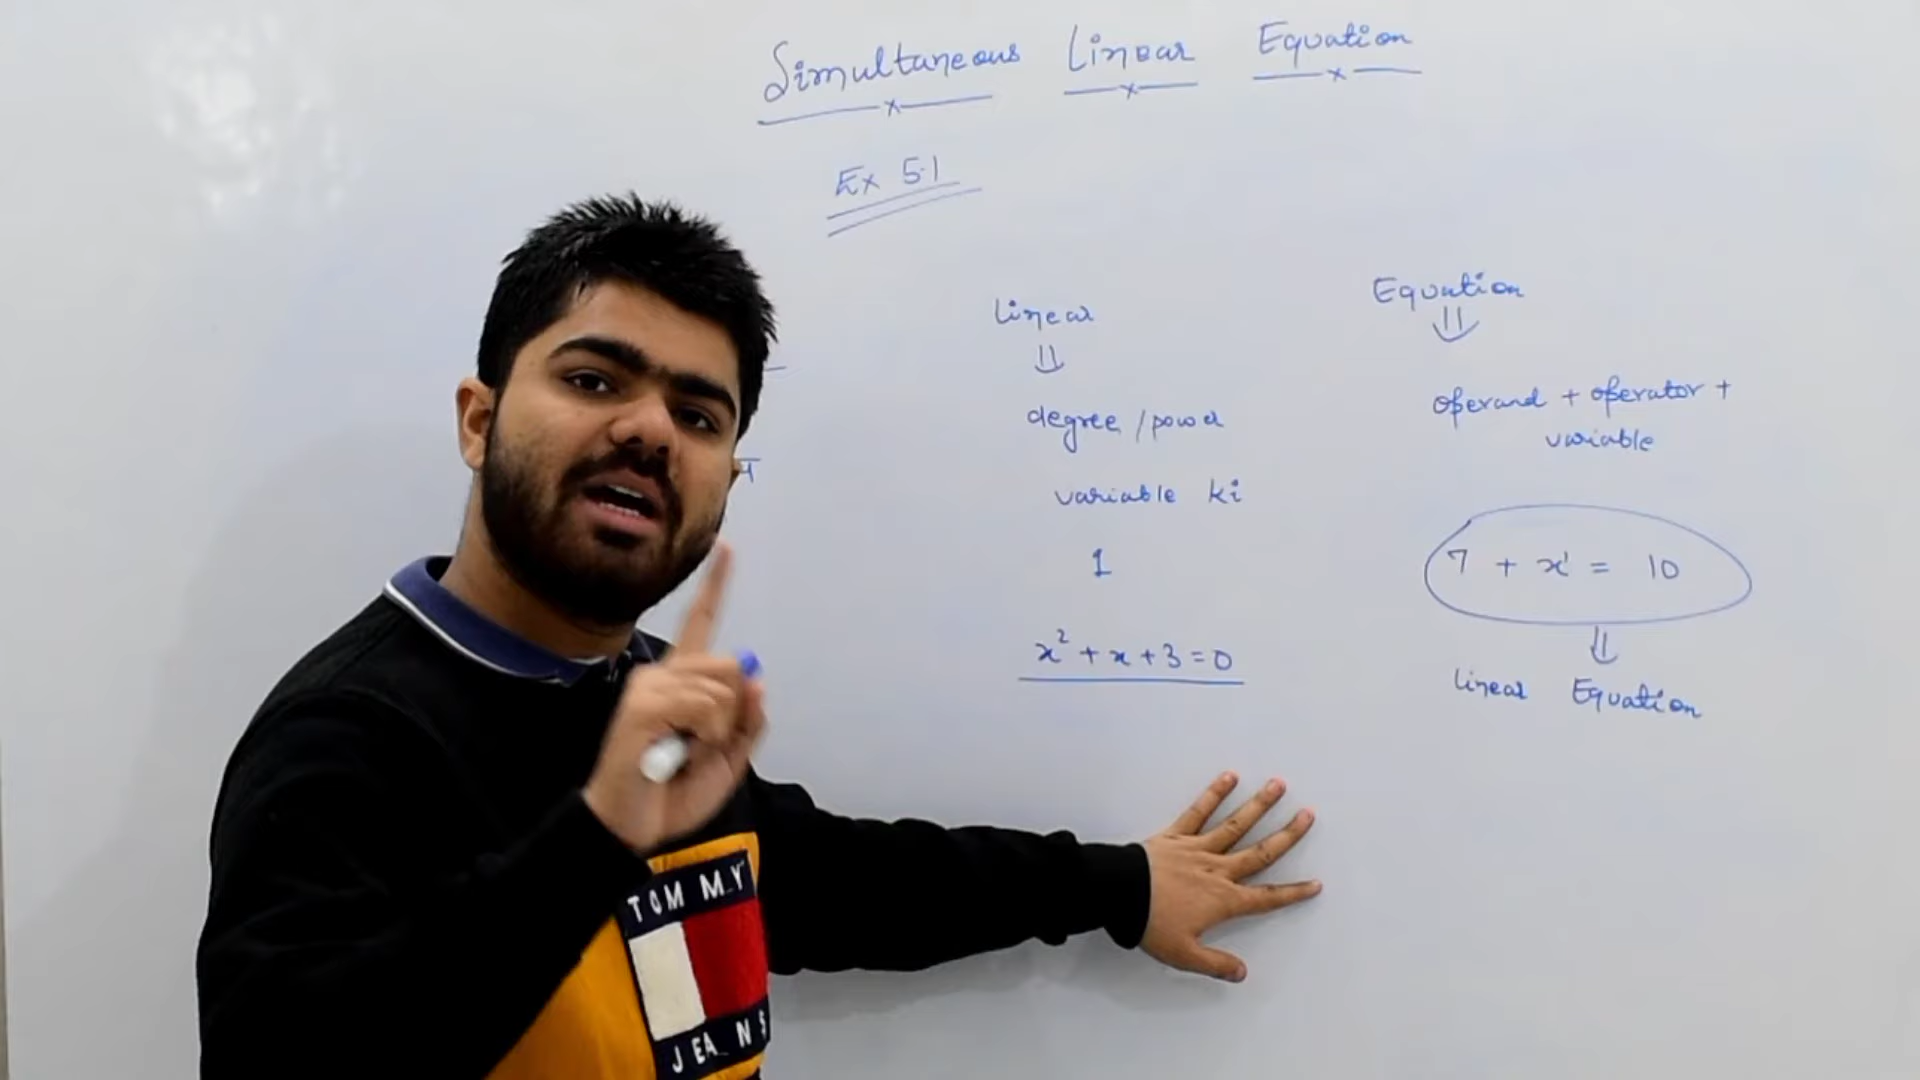 Simultaneous Linear Equation
Ex 5.1
Linear
degree / power
variable ki
1
x² + x + 3 = 0
Equation
operand + operator +
variable
7 + x¹ = 10
Linear Equation
TOMMY
JEANS